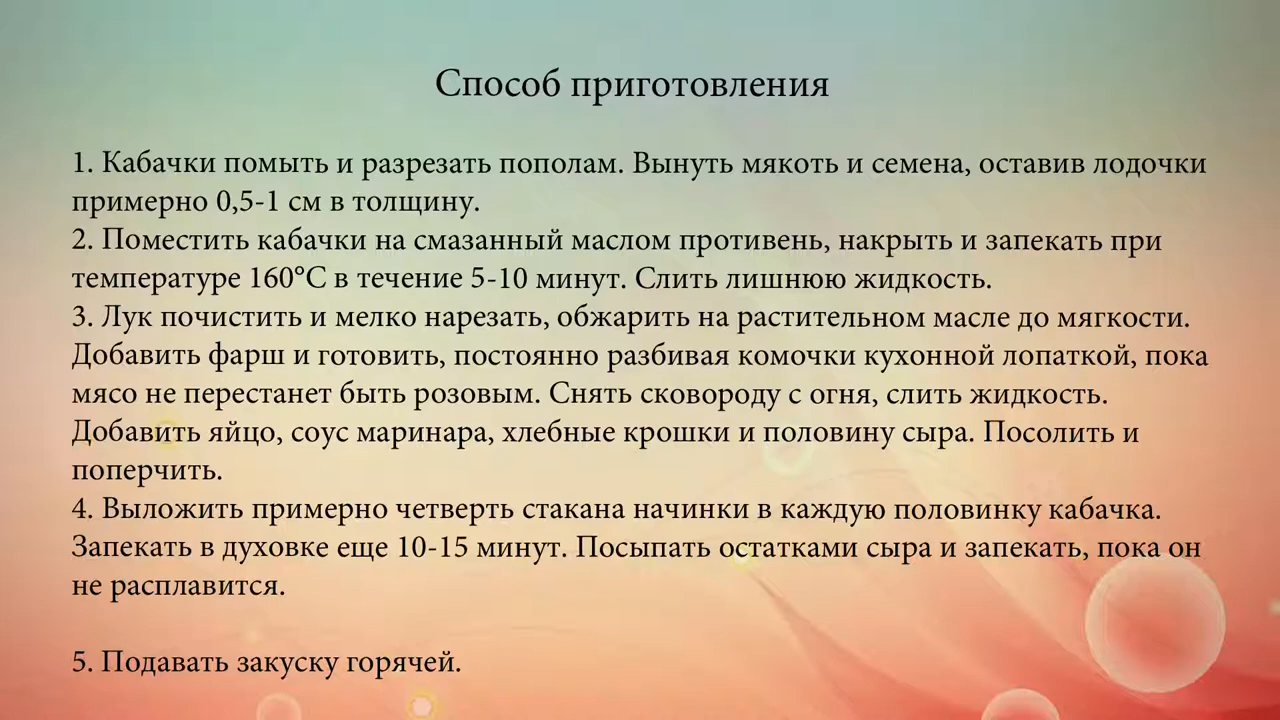 Способ приготовления
1. Кабачки помыть и разрезать пополам. Вынуть мякоть и семена, оставив лодочки
примерно 0,5-1 см в толщину.
2. Поместить кабачки на смазанный маслом противень, накрыть и запекать при
температуре 160°С в течение 5-10 минут. Слить лишнюю жидкость.
3. Лук почистить и мелко нарезать, обжарить на растительном масле до мягкости.
Добавить фарш и готовить, постоянно разбивая комочки кухонной лопаткой, пока
мясо не перестанет быть розовым. Снять сковороду с огня, слить жидкость.
Добавить яйцо, соус маринара, хлебные крошки и половину сыра. Посолить и
поперчить.
4. Выложить примерно четверть стакана начинки в каждую половинку кабачка.
Запекать в духовке еще 10-15 минут. Посыпать остатками сыра и запекать, пока он
не расплавится.
5. Подавать закуску горячей.